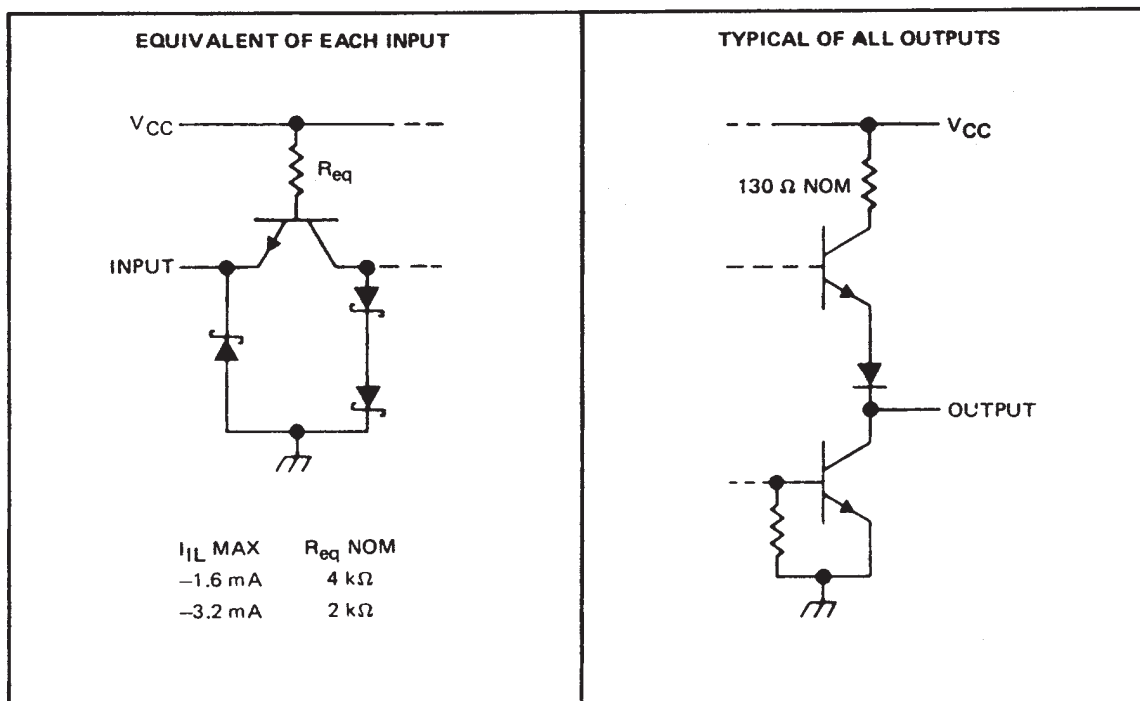 EQUIVALENT OF EACH INPUT
VCC
Req
INPUT
IIL MAX Req NOM
–1.6 mA 4 kΩ
–3.2 mA 2 kΩ
TYPICAL OF ALL OUTPUTS
VCC
130 Ω NOM
OUTPUT